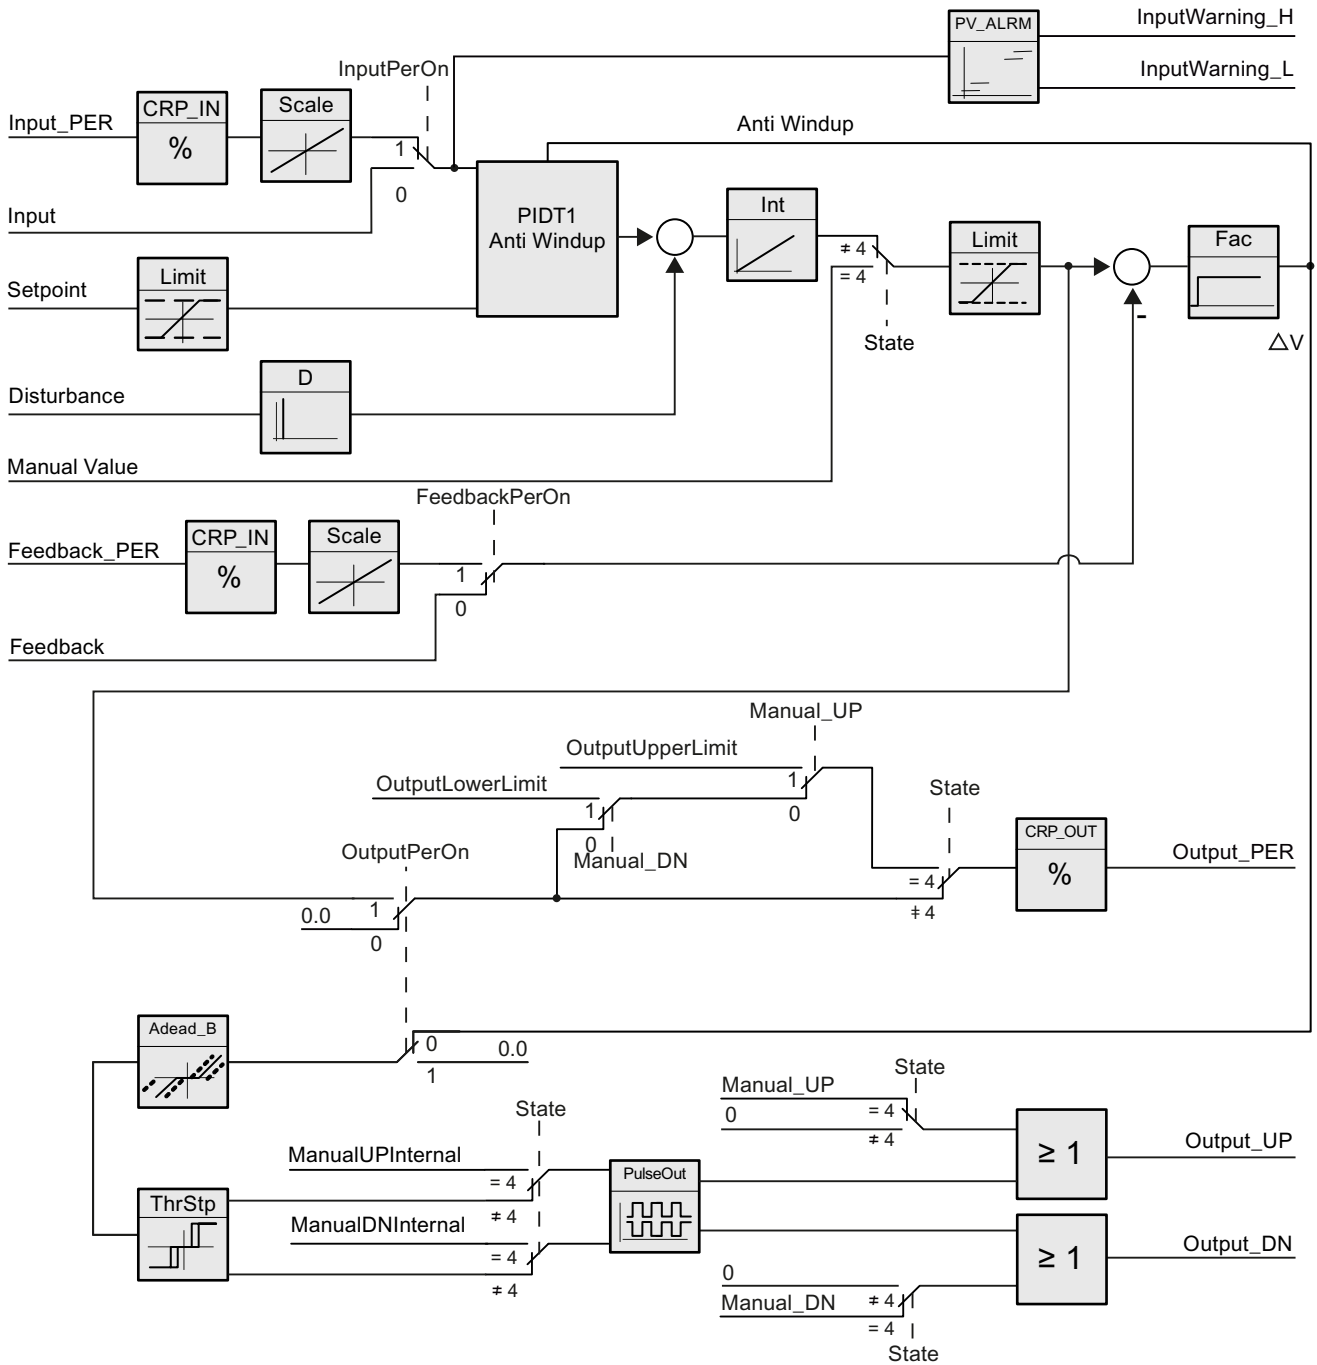 PV_ALRM
InputWarning_H
InputWarning_L
InputPerOn
Input_PER
CRP_IN
%
Scale
1
0
Anti Windup
Input
PIDT1
Anti Windup
Int
≠ 4
= 4
State
Limit
Fac
-
△V
Setpoint
Limit
Disturbance
D
Manual Value
FeedbackPerOn
Feedback_PER
CRP_IN
%
Scale
1
0
Feedback
Manual_UP
OutputUpperLimit
1
0
OutputLowerLimit
1
0
Manual_DN
State
= 4
≠ 4
CRP_OUT
%
Output_PER
OutputPerOn
1
0.0
0
Adead_B
0
0.0
1
State
Manual_UP
= 4
0
≠ 4
≥ 1
Output_UP
State
ManualUPInternal
= 4
≠ 4
PulseOut
ThrStp
ManualDNInternal
= 4
≠ 4
≥ 1
Output_DN
0
≠ 4
Manual_DN
= 4
State